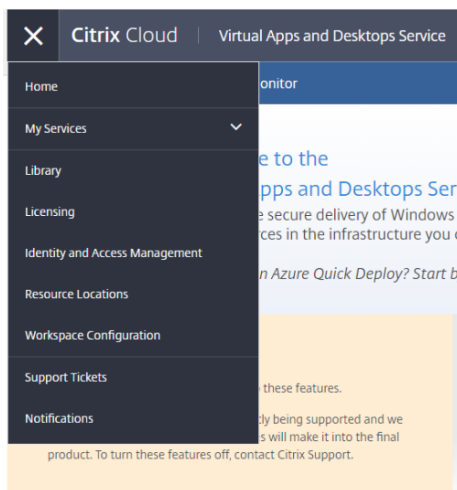 Citrix Cloud | Virtual Apps and Desktops Service
Home
onitor
My Services
e to the
Library
pps and Desktops Ser
Licensing
e secure delivery of Windows
ces in the infrastructure you
Identity and Access Management
n Azure Quick Deploy? Start b
Resource Locations
Workspace Configuration
Support Tickets
these features.
Notifications
tly being supported and we
s will make it into the final
product. To turn these features off, contact Citrix Support.